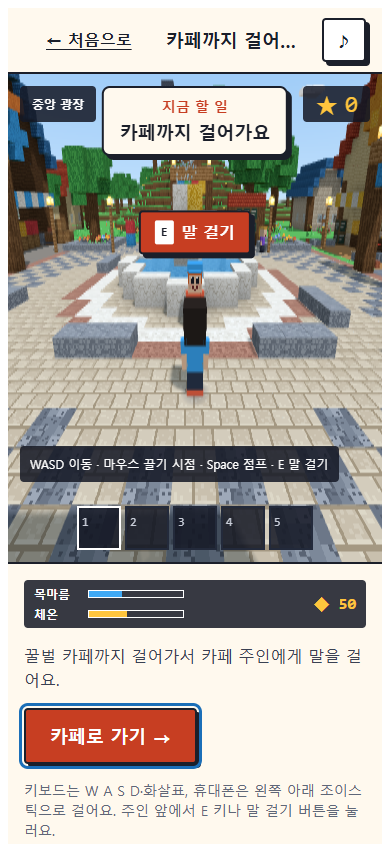 ← 처음으로
카페까지 걸어...
♪
중앙 광장
지금 할 일
카페까지 걸어가요
★ 0
E 말 걸기
WASD 이동 · 마우스 끌기 시점 · Space 점프 · E 말 걸기
1 2 3 4 5
목마름
체온
◆ 50
꿀벌 카페까지 걸어가서 카페 주인에게 말을 걸
어요.
카페로 가기 →
키보드는 W A S D·화살표, 휴대폰은 왼쪽 아래 조이스
틱으로 걸어요. 주인 앞에서 E 키나 말 걸기 버튼을 눌
러요.